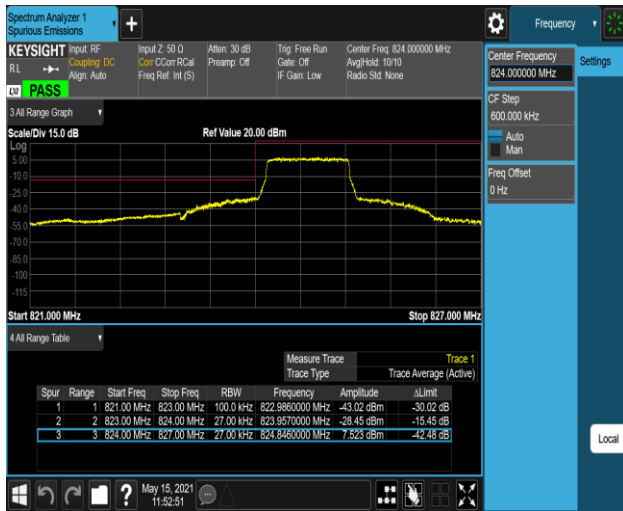 Spectrum Analyzer 1
Spurious Emissions
Frequency
KEYSIGHT
RL
Input: RF
Coupling: DC
Align: Auto
Input Z: 50 Ω
Corr CCorr RCal
Freq Ref: Int (S)
Atten: 30 dB
Preamp: Off
Trig: Free Run
Gate: Off
IF Gain: Low
Center Freq: 824.000000 MHz
Avg|Hold: 10/10
Radio Std: None
LXI PASS
Center Frequency
824.000000 MHz
Settings
CF Step
600.000 kHz
Auto
Man
Freq Offset
0 Hz
3 All Range Graph
Scale/Div 15.0 dB
Ref Value 20.00 dBm
Log
5.00
-10.0
-25.0
-40.0
-55.0
-70.0
-85.0
-100
-115
Start 821.000 MHz
Stop 827.000 MHz
4 All Range Table
Measure Trace Trace 1
Trace Type Trace Average (Active)
Spur Range Start Freq Stop Freq RBW Frequency Amplitude ΔLimit
1 1 821.00 MHz 823.00 MHz 100.0 kHz 822.9860000 MHz -43.02 dBm -30.02 dB
2 2 823.00 MHz 824.00 MHz 27.00 kHz 823.9570000 MHz -28.45 dBm -15.45 dB
3 3 824.00 MHz 827.00 MHz 27.00 kHz 824.8460000 MHz 7.523 dBm -42.48 dB
Local
?
May 15, 2021
11:52:51